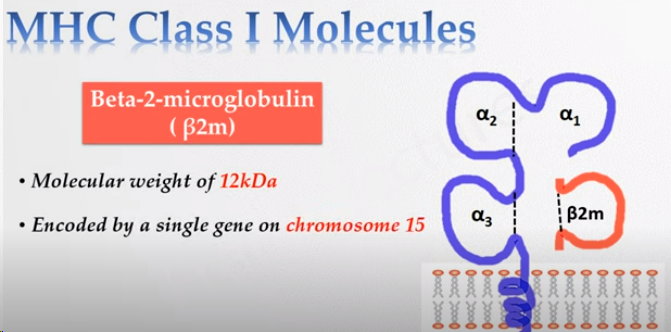 MHC Class I Molecules
Beta-2-microglobulin
( β2m)
• Molecular weight of 12kDa
• Encoded by a single gene on chromosome 15
α2
α1
α3
β2m